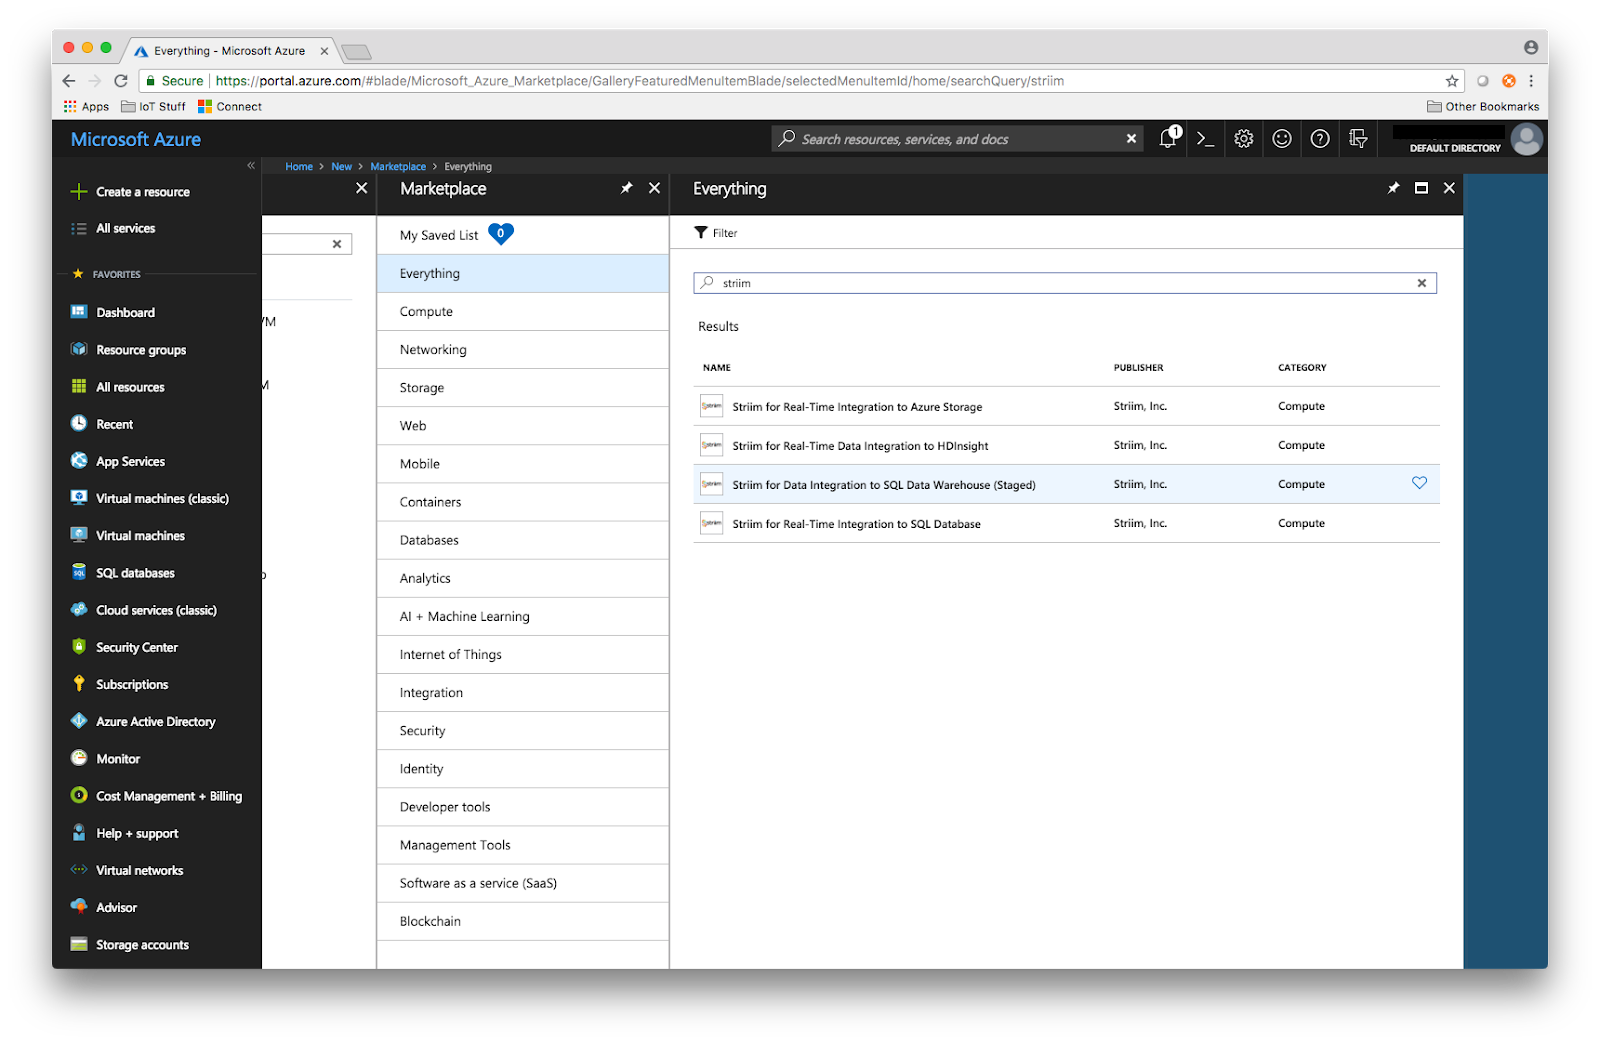 Everything - Microsoft Azure
Secure
https://portal.azure.com/#blade/Microsoft_Azure_Marketplace/GalleryFeaturedMenuItemBlade/selectedMenuItemId/home/searchQuery/striim
Apps
IoT Stuff
Connect
Other Bookmarks
Microsoft Azure
Search resources, services, and docs
1
DEFAULT DIRECTORY
Home > New > Marketplace > Everything
Create a resource
All services
FAVORITES
Dashboard
Resource groups
All resources
Recent
App Services
Virtual machines (classic)
Virtual machines
SQL databases
Cloud services (classic)
Security Center
Subscriptions
Azure Active Directory
Monitor
Cost Management + Billing
Help + support
Virtual networks
Advisor
Storage accounts
VM
M
Marketplace
My Saved List 0
Everything
Compute
Networking
Storage
Web
Mobile
Containers
Databases
Analytics
AI + Machine Learning
Internet of Things
Integration
Security
Identity
Developer tools
Management Tools
Software as a service (SaaS)
Blockchain
Everything
Filter
striim
Results
NAME PUBLISHER CATEGORY
striim Striim for Real-Time Integration to Azure Storage Striim, Inc. Compute
striim Striim for Real-Time Data Integration to HDInsight Striim, Inc. Compute
striim Striim for Data Integration to SQL Data Warehouse (Staged) Striim, Inc. Compute
striim Striim for Real-Time Integration to SQL Database Striim, Inc. Compute